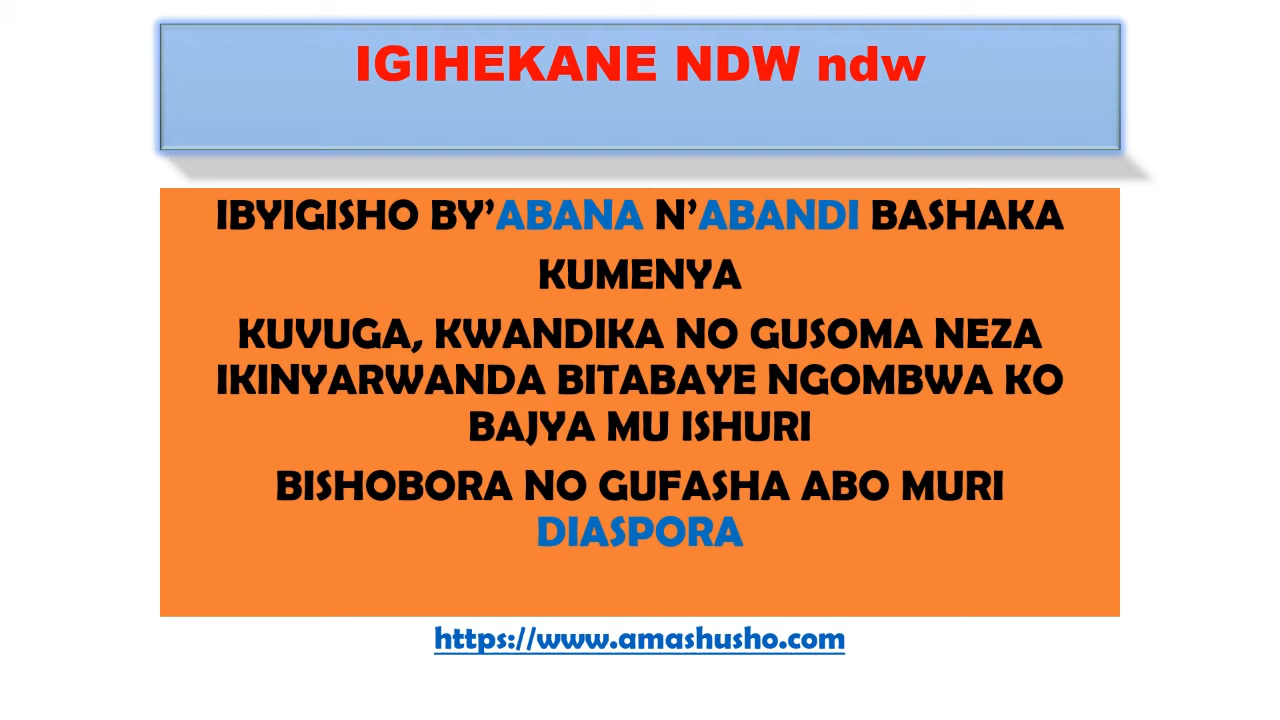 IGIHEKANE NDW ndw
IBYIGISHO BY’ABANA N’ABANDI BASHAKA
KUMENYA
KUVUGA, KWANDIKA NO GUSOMA NEZA
IKINYARWANDA BITABAYE NGOMBWA KO
BAJYA MU ISHURI
BISHOBORA NO GUFASHA ABO MURI
DIASPORA
https://www.amashusho.com